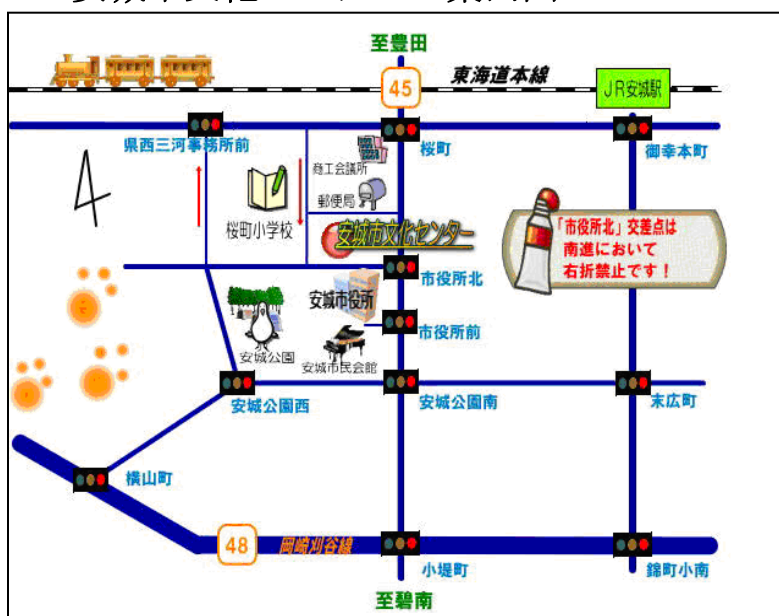 至豊田
東海道本線
45
JR安城駅
県西三河事務所前
桜町
御幸本町
商工会議所
郵便局
桜町小学校
安城市文化センター
「市役所北」交差点は
南進において
右折禁止です！
市役所北
安城市役所
市役所前
安城公園
安城市民会館
安城公園西
安城公園南
末広町
横山町
48
岡崎刈谷線
小堤町
錦町小南
至碧南